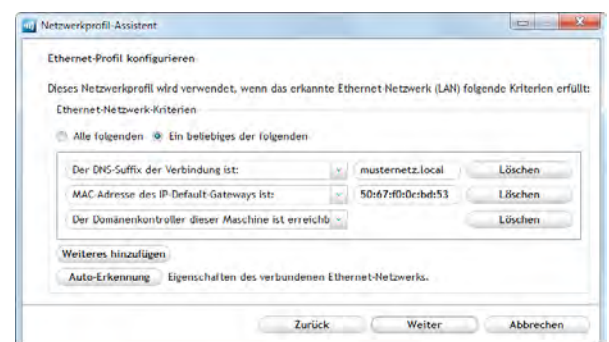 Netzwerkprofil-Assistent
Ethernet-Profil konfigurieren
Dieses Netzwerkprofil wird verwendet, wenn das erkannte Ethernet-Netzwerk (LAN) folgende Kriterien erfüllt:
Ethernet-Netzwerk-Kriterien
Alle folgenden Ein beliebiges der folgenden
Der DNS-Suffix der Verbindung ist: musternetz.local Löschen
MAC-Adresse des IP-Default-Gateways ist: 50:67:f0:0c:bd:53 Löschen
Der Domänenkontroller dieser Maschine ist erreichb Löschen
Weiteres hinzufügen
Auto-Erkennung Eigenschaften des verbundenen Ethernet-Netzwerks.
Zurück Weiter Abbrechen